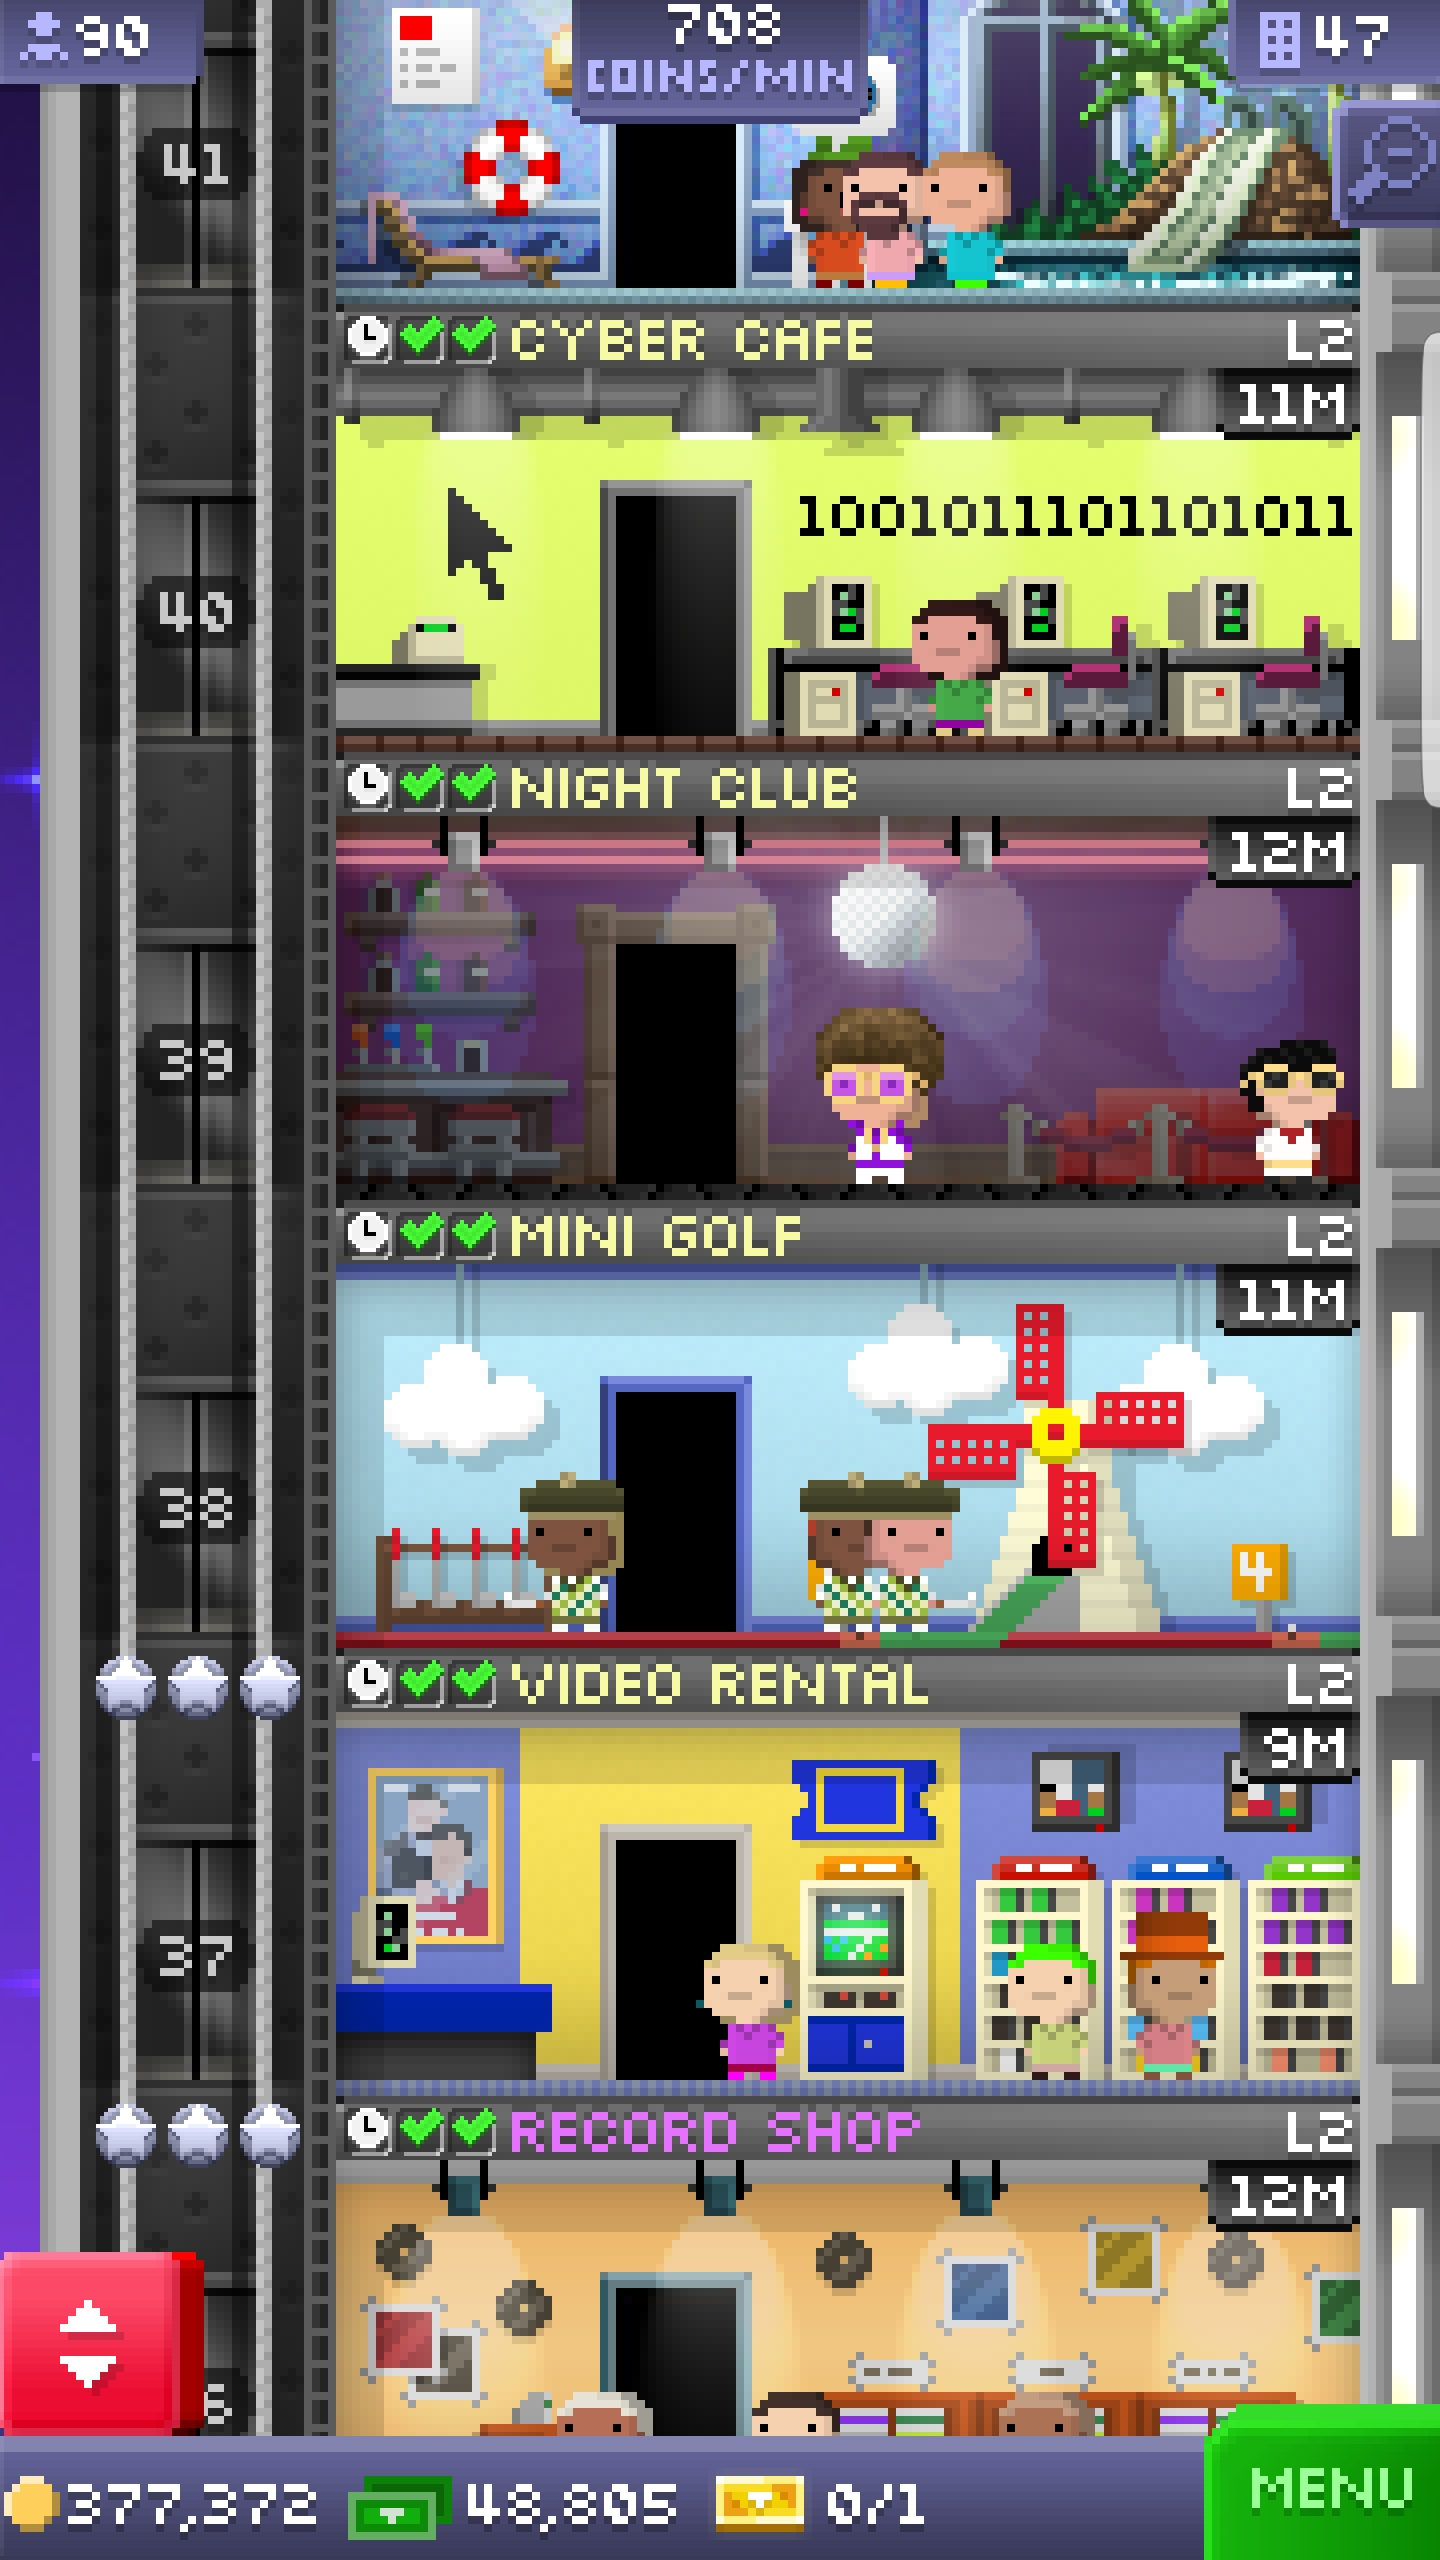 90
708
COINS/MIN
47
41
CYBER CAFE L2
11M
1001011101101011
40
NIGHT CLUB L2
12M
39
MINI GOLF L2
11M
38
4
VIDEO RENTAL L2
9M
37
RECORD SHOP L2
12M
377,372 48,805 0/1 MENU